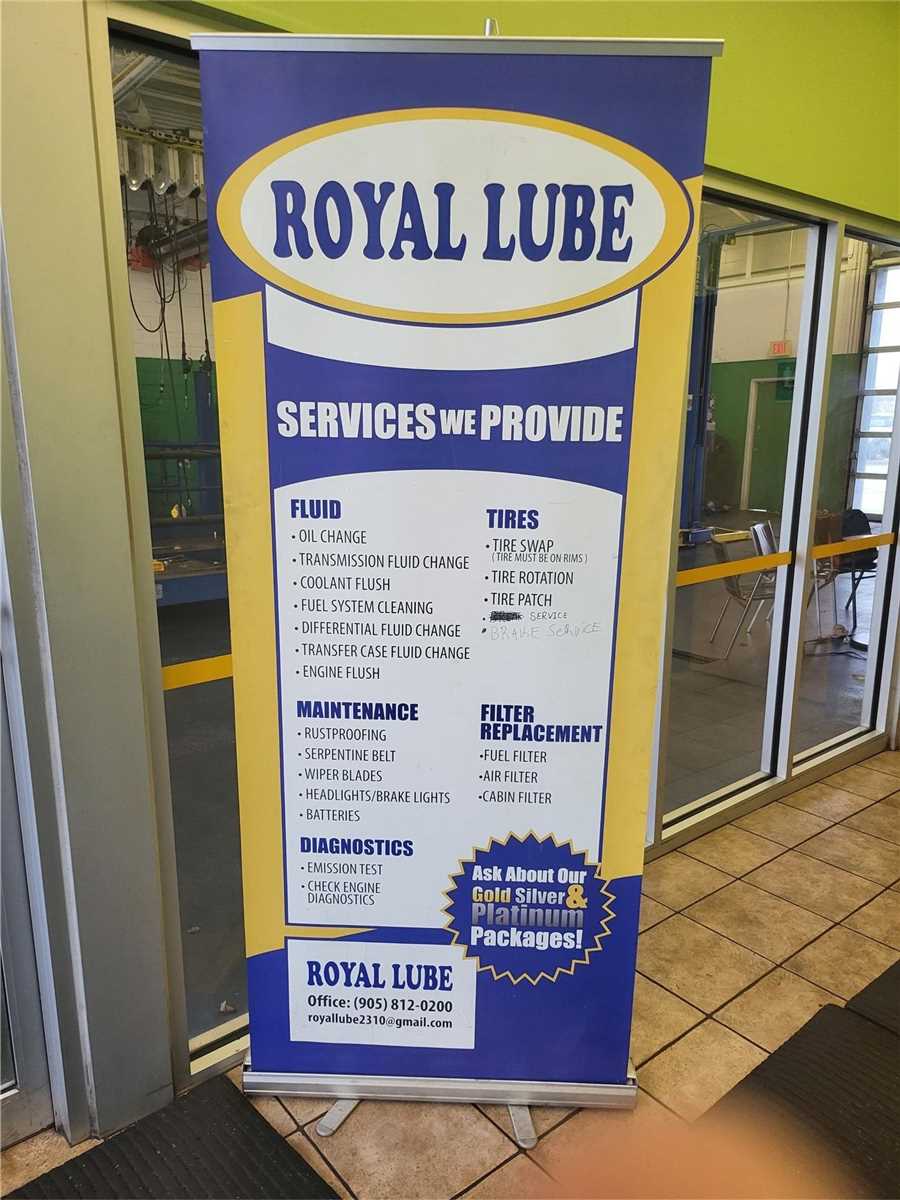 ROYAL LUBE
SERVICES WE PROVIDE
FLUID
• OIL CHANGE
• TRANSMISSION FLUID CHANGE
• COOLANT FLUSH
• FUEL SYSTEM CLEANING
• DIFFERENTIAL FLUID CHANGE
• TRANSFER CASE FLUID CHANGE
• ENGINE FLUSH
TIRES
• TIRE SWAP
( TIRE MUST BE ON RIMS )
• TIRE ROTATION
• TIRE PATCH
• SERVICE
• BRAKE SERVICE
MAINTENANCE
• RUSTPROOFING
• SERPENTINE BELT
• WIPER BLADES
• HEADLIGHTS/BRAKE LIGHTS
• BATTERIES
FILTER
REPLACEMENT
•FUEL FILTER
•AIR FILTER
•CABIN FILTER
DIAGNOSTICS
• EMISSION TEST
• CHECK ENGINE
DIAGNOSTICS
Ask About Our
Gold Silver &
Platinum
Packages!
ROYAL LUBE
Office: (905) 812-0200
royallube2310@gmail.com
EXIT